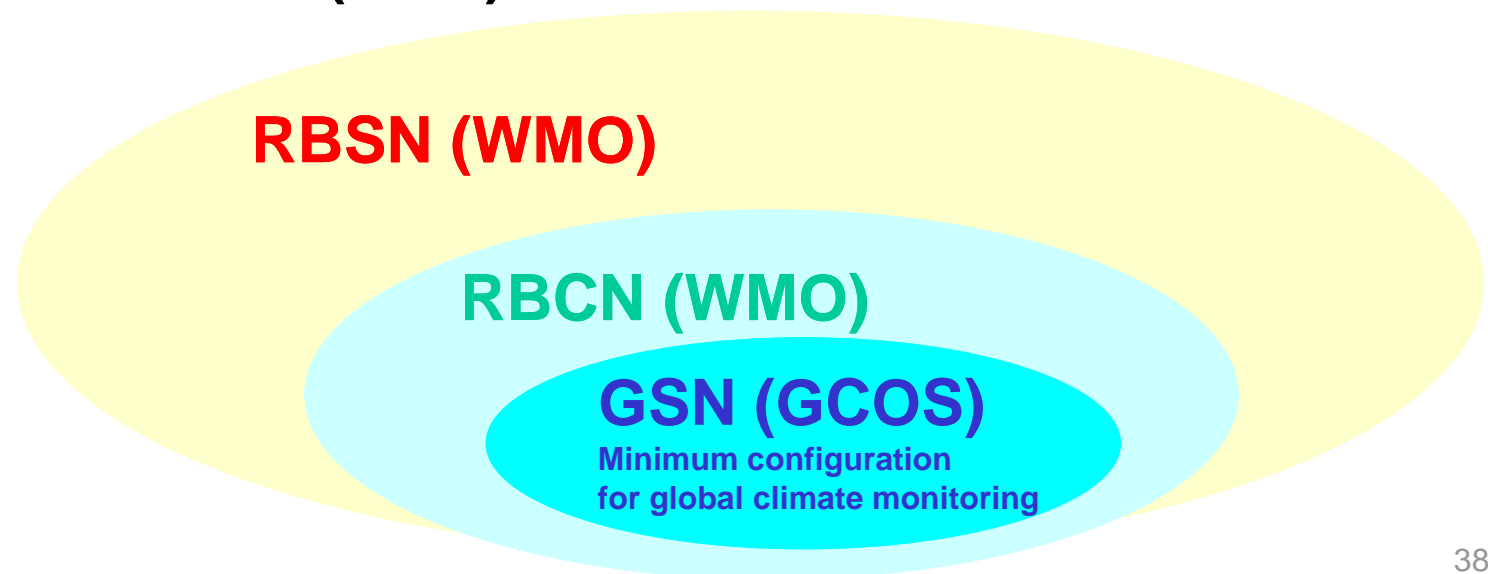 RBSN (WMO)
RBCN (WMO)
GSN (GCOS)
Minimum configuration
for global climate monitoring
38